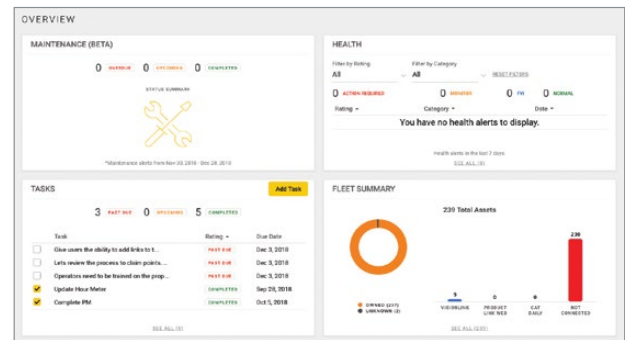 OVERVIEW
MAINTENANCE (BETA)
0 OVERDUE 0 UPCOMING 0 COMPLETED
STATUS SUMMARY
*Maintenance alerts from Nov 28, 2018 - Dec 28, 2018
HEALTH
Filter by Rating
Filter by Category
All
All
RESET FILTERS
0 ACTION REQUIRED 0 MONITOR 0 FYI 0 NORMAL
Rating
Category
Date
You have no health alerts to display.
Health alerts in the last 2 days
SEE ALL (0)
TASKS
Add Task
3 PAST DUE 0 UPCOMING 5 COMPLETED
Task Rating Due Date
Give users the ability to add links to t... PAST DUE Dec 3, 2018
Lets review the process to claim points.... PAST DUE Dec 3, 2018
Operators need to be trained on the prop... PAST DUE Dec 3, 2018
Update Hour Meter COMPLETED Sep 28, 2018
Complete PM COMPLETED Oct 5, 2018
SEE ALL
FLEET SUMMARY
239 Total Assets
OWNED (237)
UNKNOWN (2)
238
0
0
VISIONLINK
PRODUCT LINK WEB
CAT DAILY
NOT CONNECTED
SEE ALL (239)